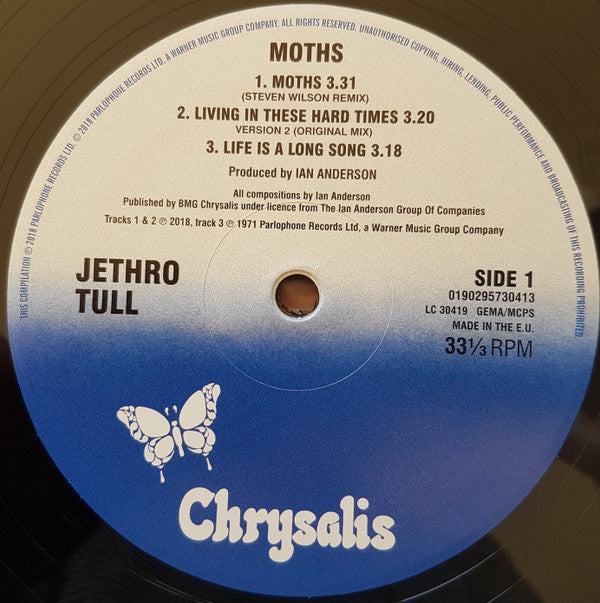 THIS COMPILATION ℗ 2018 PARLOPHONE RECORDS LTD. © 2018 PARLOPHONE RECORDS LTD, A WARNER MUSIC GROUP COMPANY. ALL RIGHTS RESERVED. UNAUTHORISED COPYING, HIRING, LENDING, PUBLIC PERFORMANCE AND BROADCASTING OF THIS RECORDING PROHIBITED
MOTHS
1. MOTHS 3.31
(STEVEN WILSON REMIX)
2. LIVING IN THESE HARD TIMES 3.20
VERSION 2 (ORIGINAL MIX)
3. LIFE IS A LONG SONG 3.18
Produced by IAN ANDERSON
All compositions by Ian Anderson
Published by BMG Chrysalis under licence from The Ian Anderson Group Of Companies
Tracks 1 & 2 ℗ 2018, track 3 ℗ 1971 Parlophone Records Ltd, a Warner Music Group Company
JETHRO
TULL
SIDE 1
0190295730413
LC 30419 GEMA/MCPS
MADE IN THE E.U.
33⅓ RPM
Chrysalis